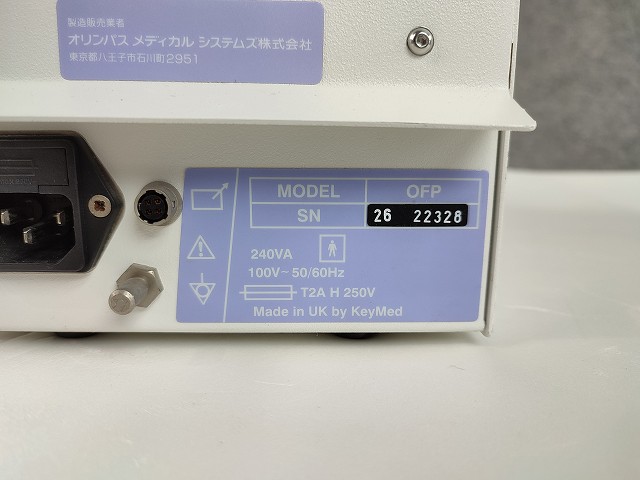 製造販売業者
オリンパス メディカル システムズ株式会社
東京都八王子市石川町2951
MODEL OFP
SN 26 22328
240VA
100V~50/60Hz
T2A H 250V
Made in UK by KeyMed